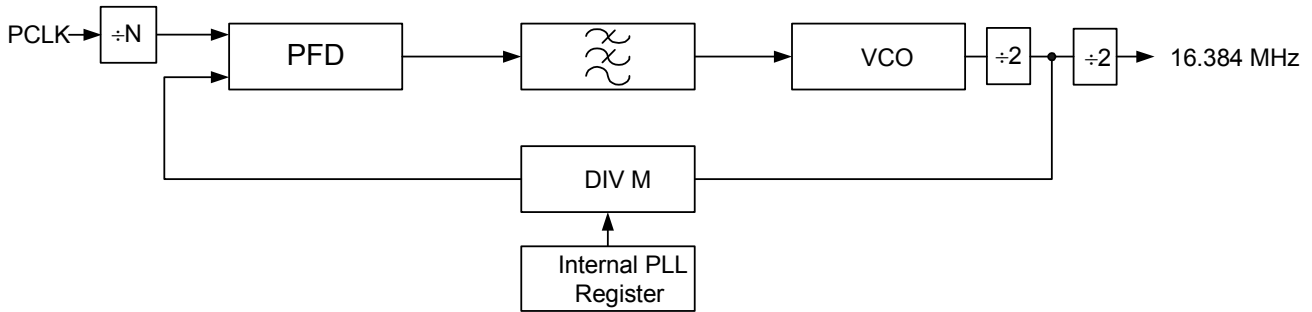 PCLK
÷N
PFD
VCO
÷2
÷2
16.384 MHz
DIV M
Internal PLL
Register